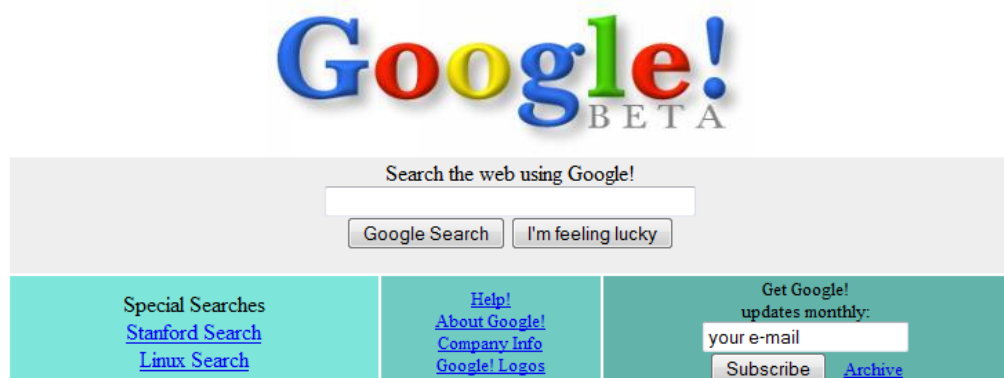 Google!
BETA
Search the web using Google!
Google Search
I'm feeling lucky
Special Searches
Stanford Search
Linux Search
Help!
About Google!
Company Info
Google! Logos
Get Google!
updates monthly:
your e-mail
Subscribe Archive